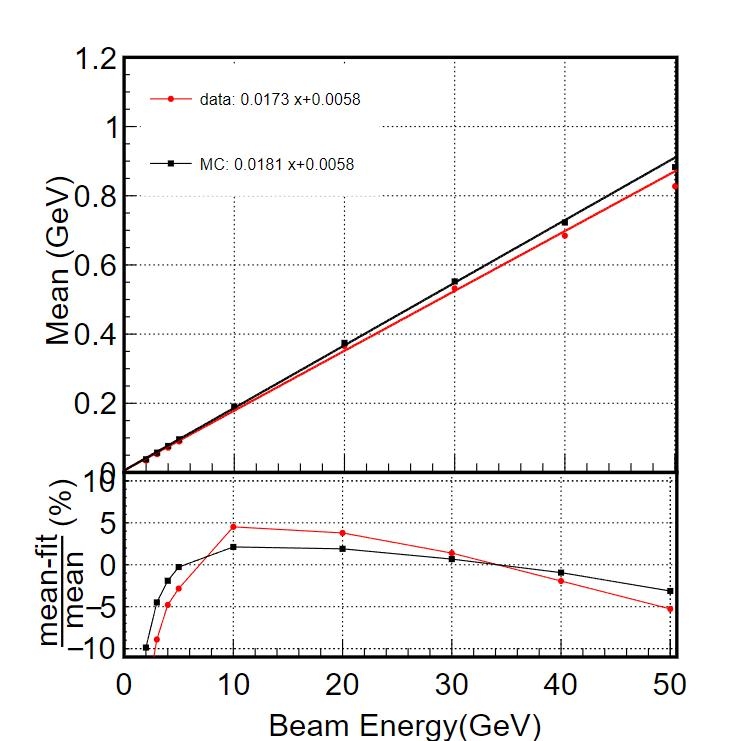 1.2
data: 0.0173 x+0.0058
1
MC: 0.0181 x+0.0058
0.8
0.6
0.4
0.2
0
Mean (GeV)
10
5
0
−5
−10
mean-fit
mean
(%)
0 10 20 30 40 50
Beam Energy(GeV)